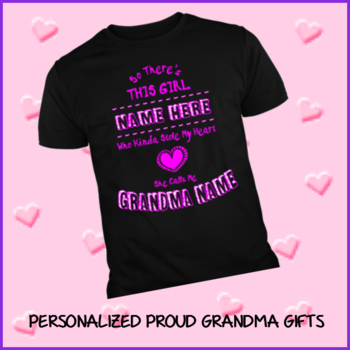 So There's
THIS GIRL
NAME HERE
Who Kinda Stole My Heart
She Calls Me
GRANDMA NAME
PERSONALIZED PROUD GRANDMA GIFTS